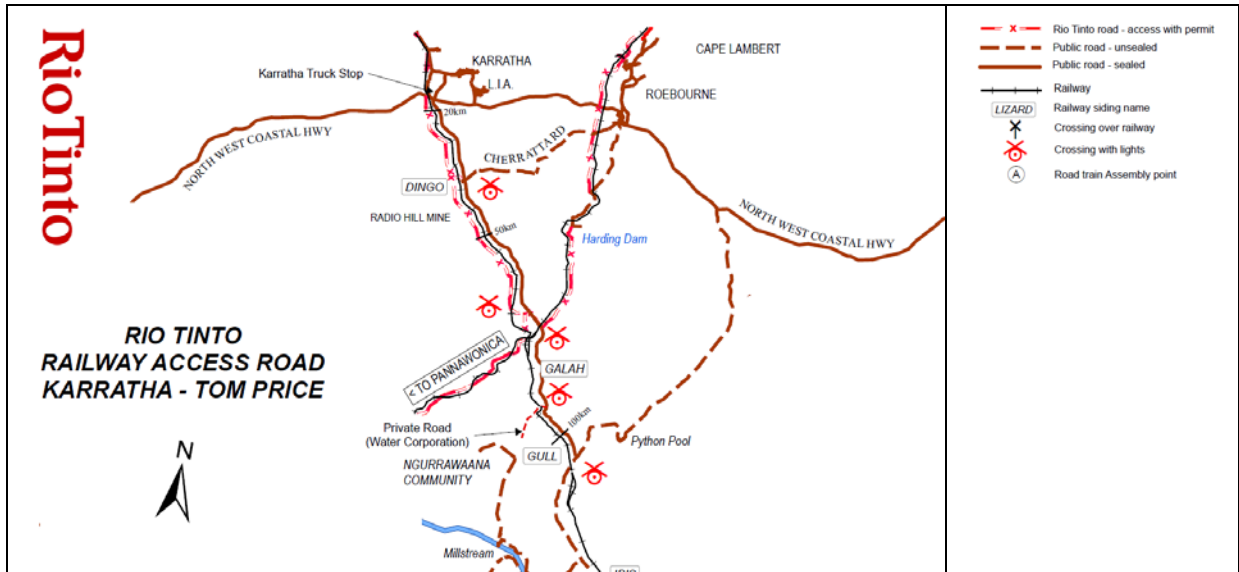 RioTinto
CAPE LAMBERT
KARRATHA
Karratha Truck Stop
L.I.A.
ROEBOURNE
20km
NORTH WEST COASTAL HWY
CHERRATTA RD
DINGO
RADIO HILL MINE
50km
Harding Dam
NORTH WEST COASTAL HWY
RIO TINTO
RAILWAY ACCESS ROAD
KARRATHA - TOM PRICE
< TO PANNAWONICA
GALAH
100km
Private Road
(Water Corporation)
Python Pool
GULL
N
NGURRAWAANA
COMMUNITY
Millstream
Rio Tinto road - access with permit
Public road - unsealed
Public road - sealed
Railway
LIZARD
Railway siding name
Crossing over railway
Crossing with lights
A
Road train Assembly point